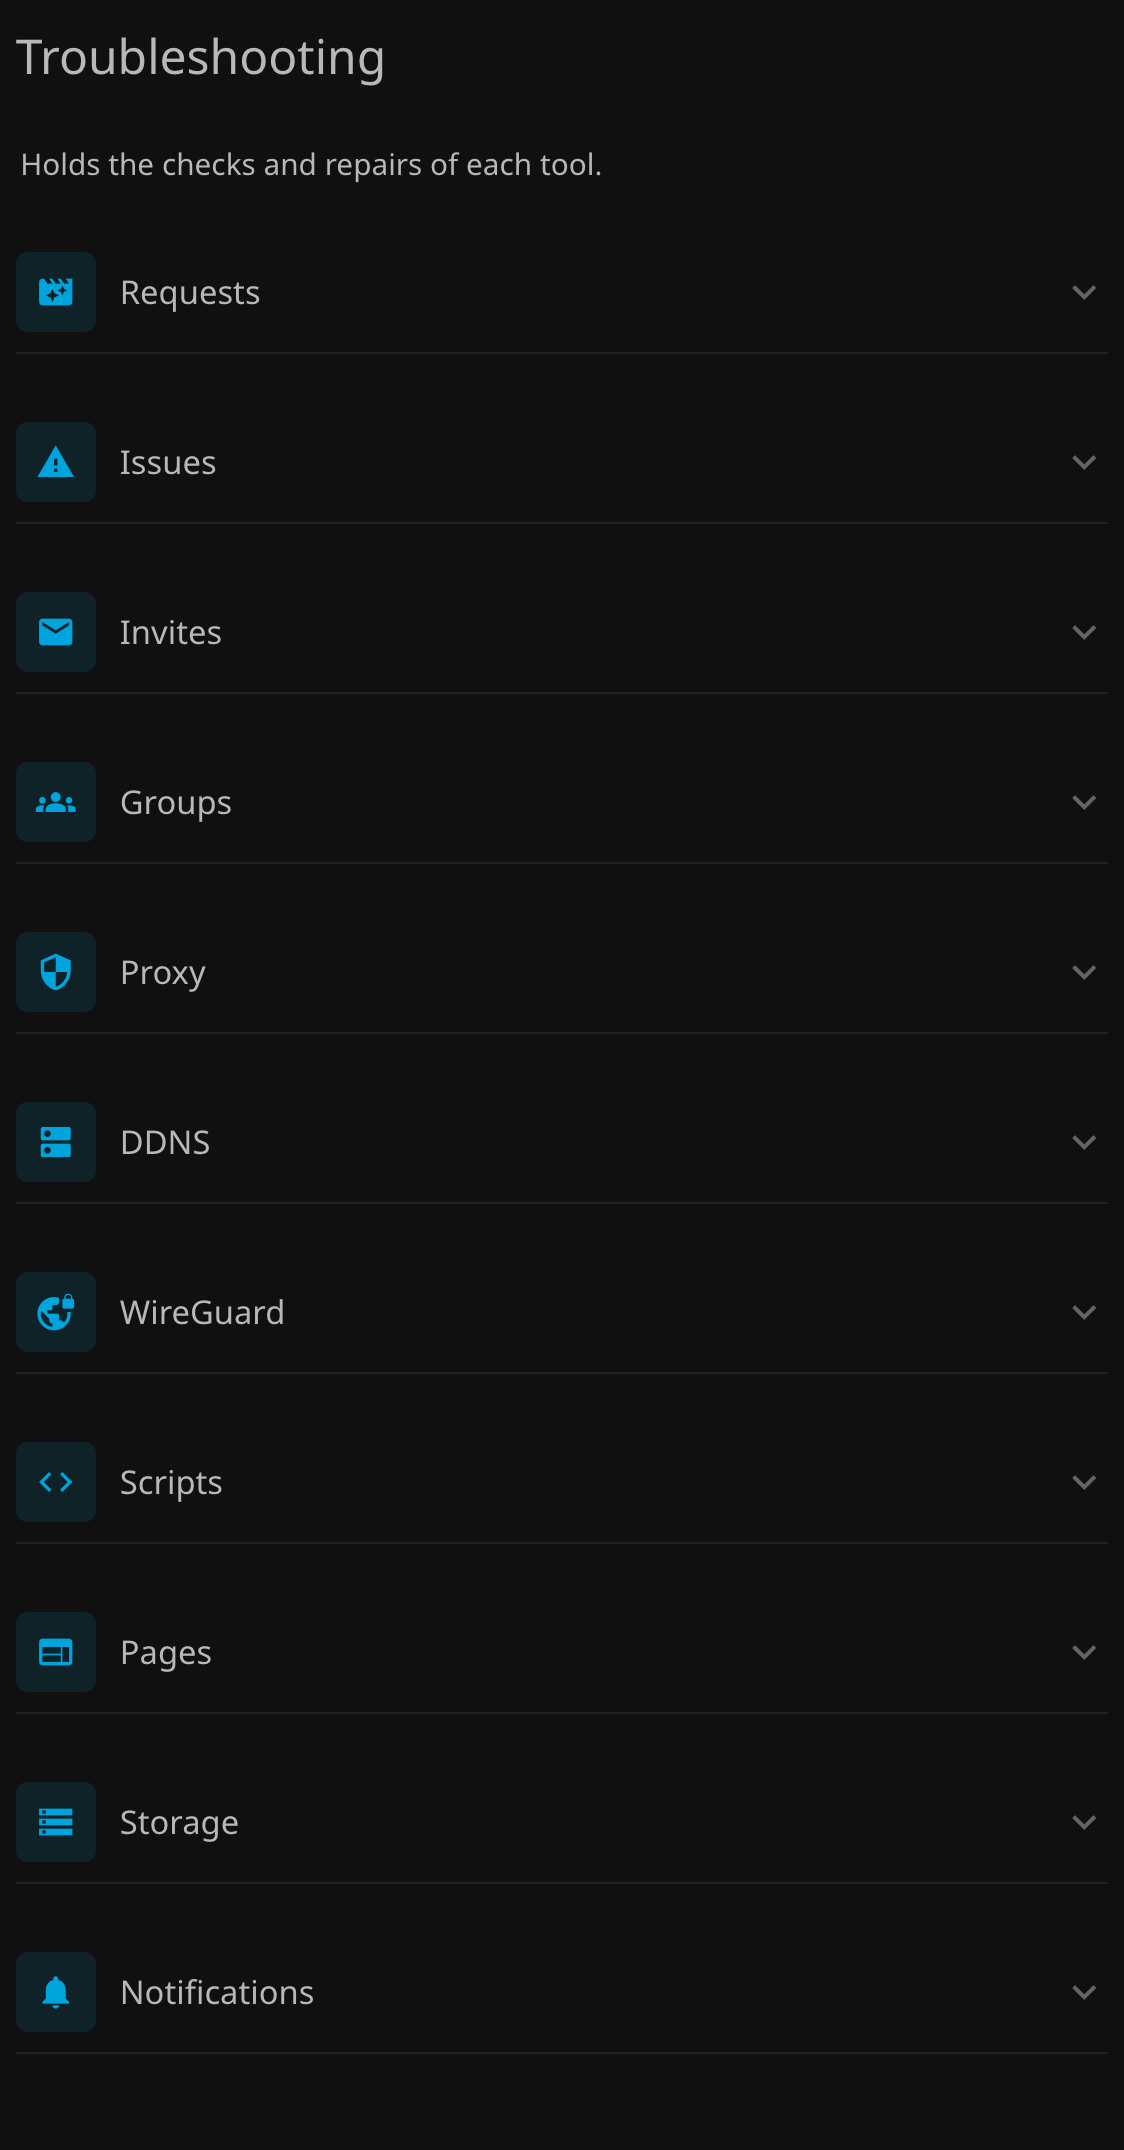 Troubleshooting
Holds the checks and repairs of each tool.
Requests
Issues
Invites
Groups
Proxy
DDNS
WireGuard
Scripts
Pages
Storage
Notifications